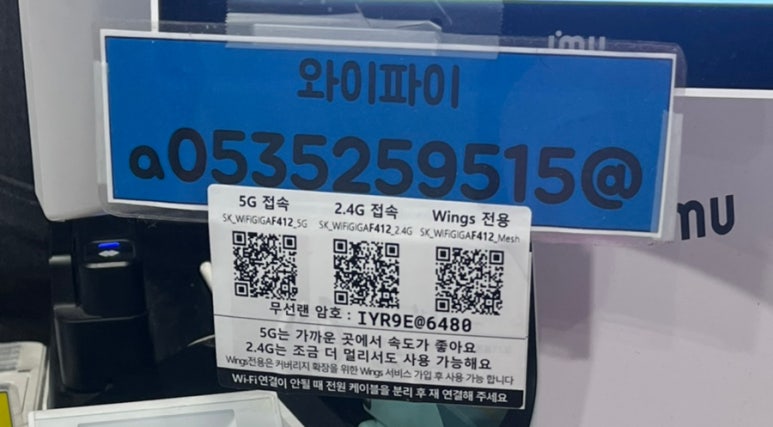 imu
와이파이
a0535259515@
mu
5G 접속 2.4G 접속 Wings 전용
SK_WiFiGIGAF412_5G SK_WiFiGIGAF412_2.4G SK_WiFiGIGAF412_Mesh
무선랜 암호 : IYR9E@6480
5G는 가까운 곳에서 속도가 좋아요
2.4G는 조금 더 멀리서도 사용 가능해요
Wings전용은 커버리지 확장을 위한 Wings 서비스 가입 후 사용 가능 합니다
Wi-Fi 연결이 안될 때 전원 케이블을 분리 후 재 연결해 주세요